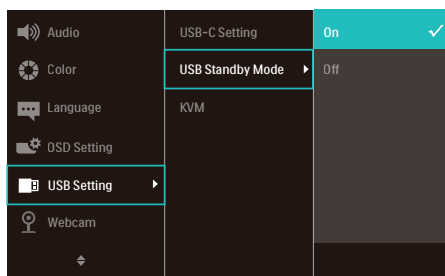 Audio
Color
Language
OSD Setting
USB Setting
Webcam
USB-C Setting
USB Standby Mode
KVM
On
Off